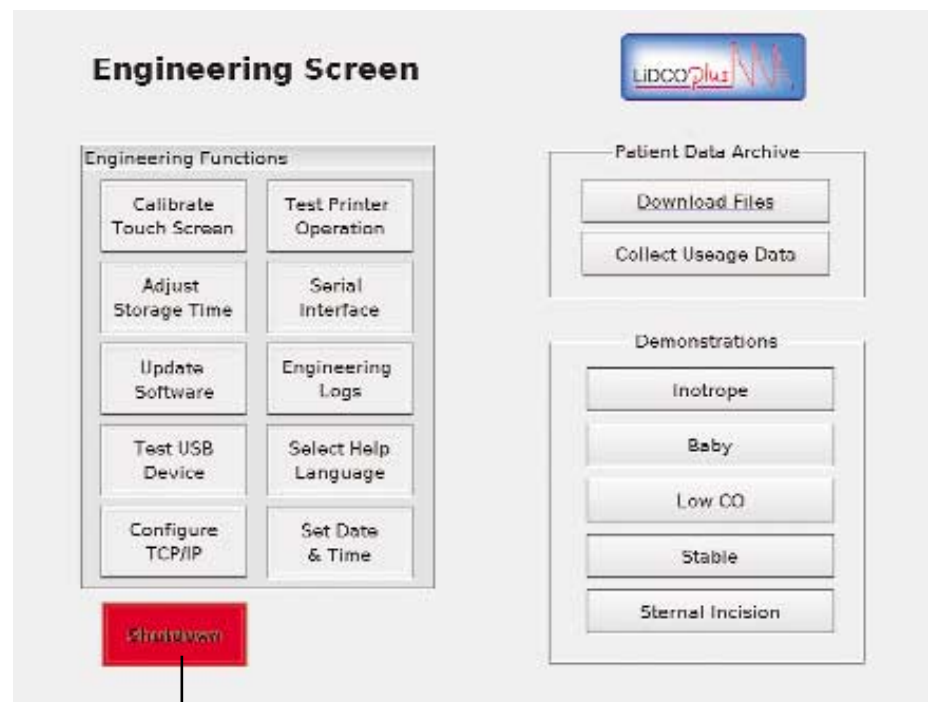 Engineering Screen
LiDCOplus
Engineering Functions
Calibrate
Touch Screen
Test Printer
Operation
Adjust
Storage Time
Serial
Interface
Update
Software
Engineering
Logs
Test USB
Device
Select Help
Language
Configure
TCP/IP
Set Date
& Time
Shutdown
Patient Data Archive
Download Files
Collect Useage Data
Demonstrations
Inotrope
Baby
Low CO
Stable
Sternal Incision